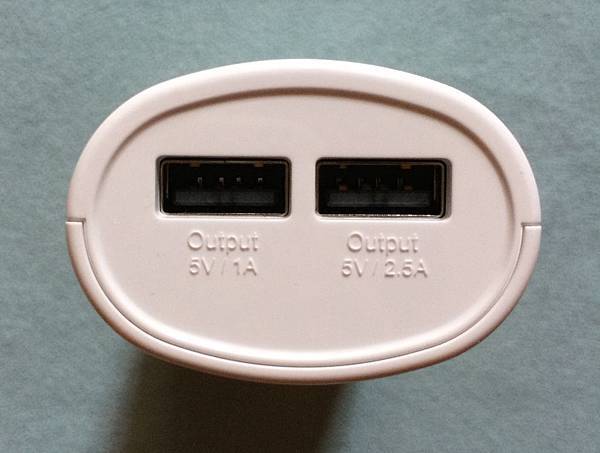 Output
5V / 1A
Output
5V / 2.5A